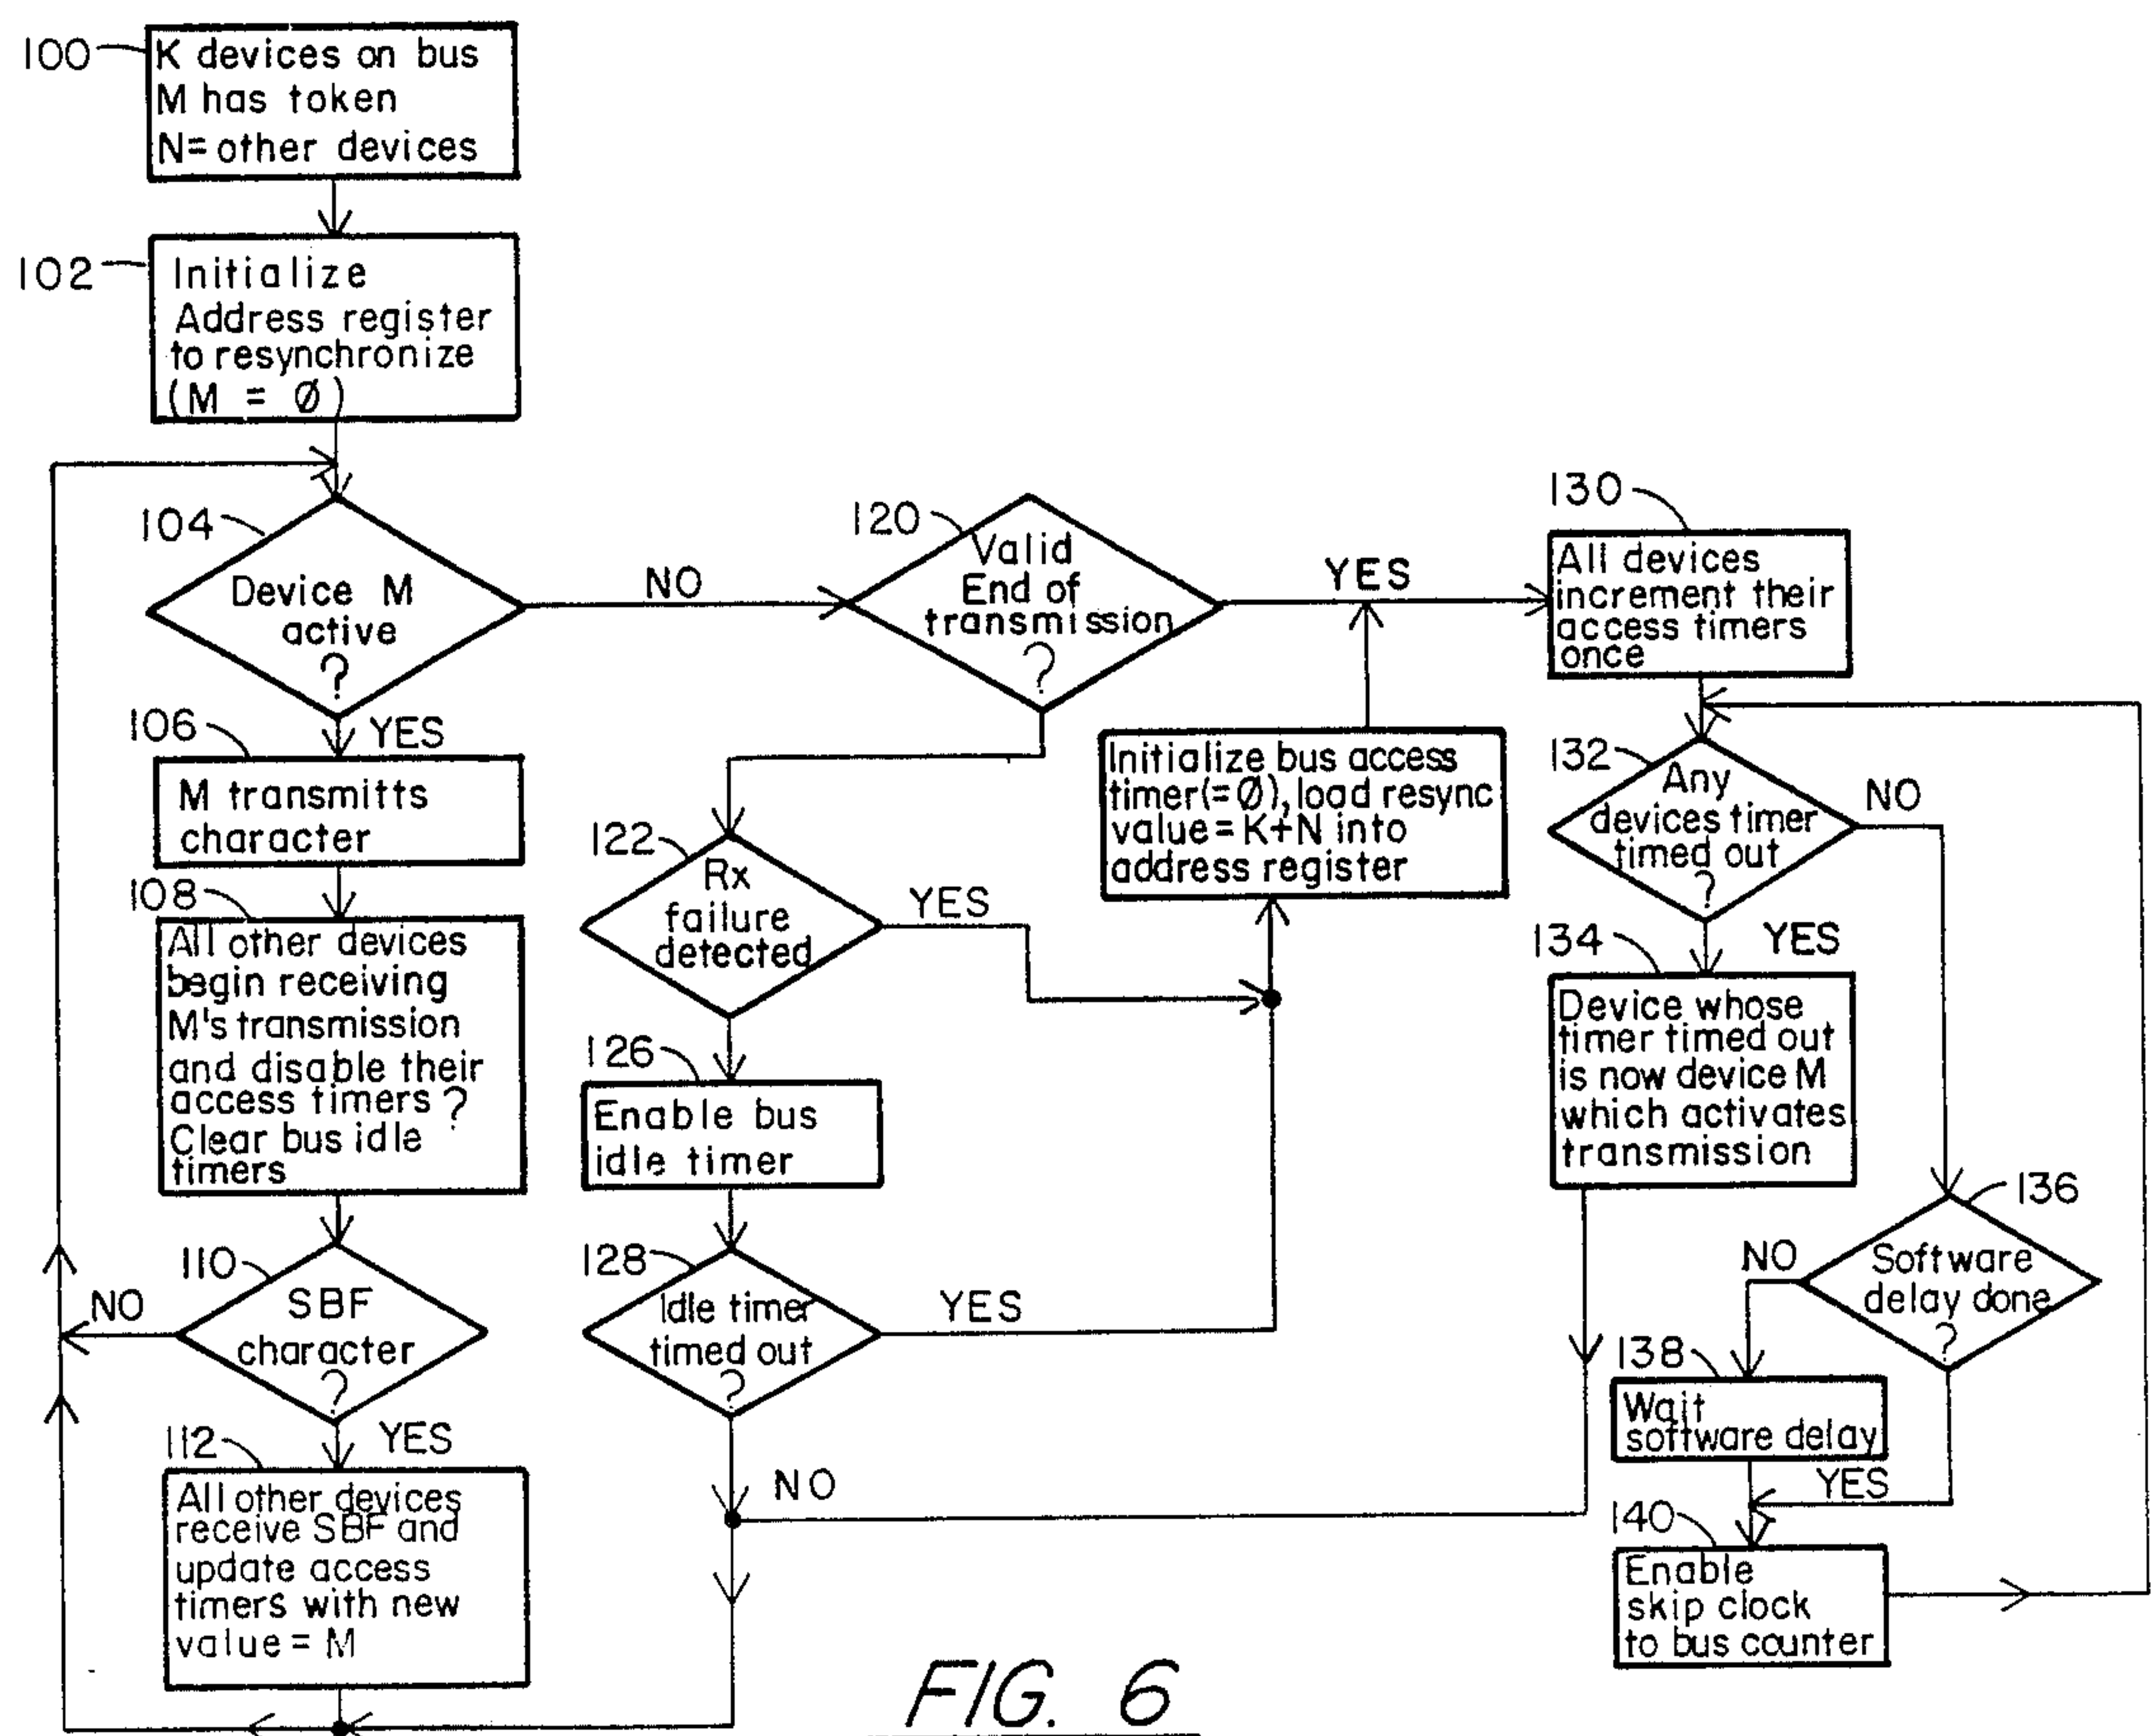 100
K devices on bus
M has token
N= other devices
102
Initialize
Address register
to resynchronize
(M = Ø)
104
Device M
active
?
NO
YES
106
M transmitts
character
108
All other devices
begin receiving
M's transmission
and disable their
access timers ?
Clear bus idle
timers
110
SBF
character
?
NO
YES
112
All other devices
receive SBF and
update access
timers with new
value = M
120
Valid
End of
transmission
?
YES
122
Rx
failure
detected
YES
Initialize bus access
timer(=Ø), load resync
value = K+N into
address register
126
Enable bus
idle timer
128
Idle timer
timed out
?
YES
NO
130
All devices
increment their
access timers
once
132
Any
devices timer
timed out
?
NO
YES
134
Device whose
timer timed out
is now device M
which activates
transmission
136
Software
delay done
?
NO
138
Wait
software delay
YES
140
Enable
skip clock
to bus counter
FIG. 6